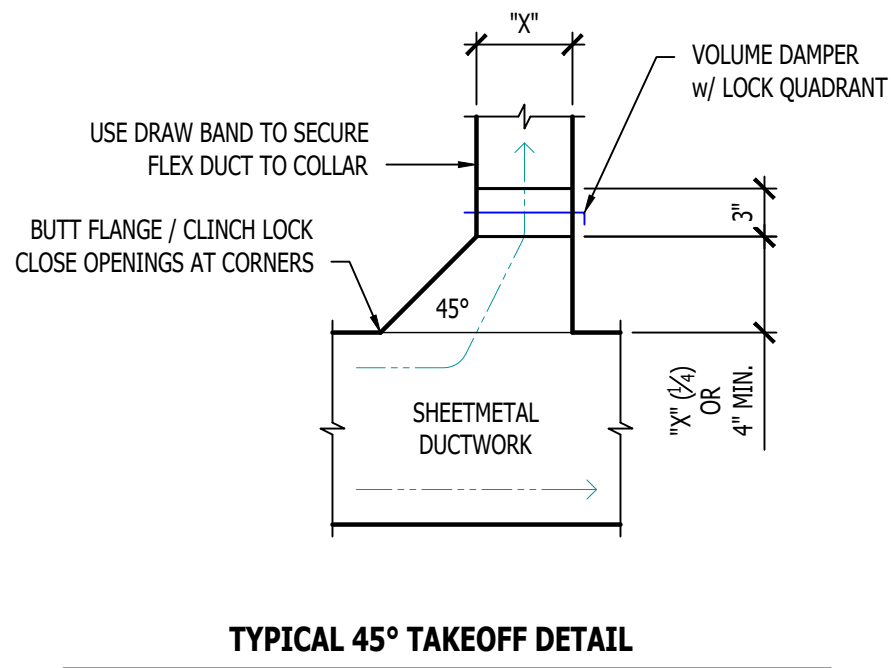 "X"
VOLUME DAMPER
w/ LOCK QUADRANT
USE DRAW BAND TO SECURE
FLEX DUCT TO COLLAR
3"
BUTT FLANGE / CLINCH LOCK
CLOSE OPENINGS AT CORNERS
45°
"X" (1/4)
OR
4" MIN.
SHEETMETAL
DUCTWORK
TYPICAL 45° TAKEOFF DETAIL